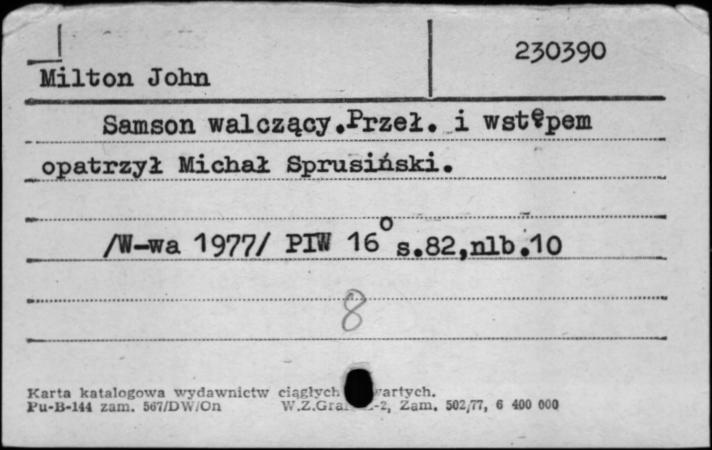 230390
Milton John
Samson walczący.Przeł. i wstępem
opatrzył Michał Sprusiński.
/W-wa 1977/ PIW 16° s.82,nlb.10
8
Karta katalogowa wydawnictw ciągłych
Pu-B-144 zam. 567/DW/On W.Z.Graf. Zam. 502/77, 6 400 000